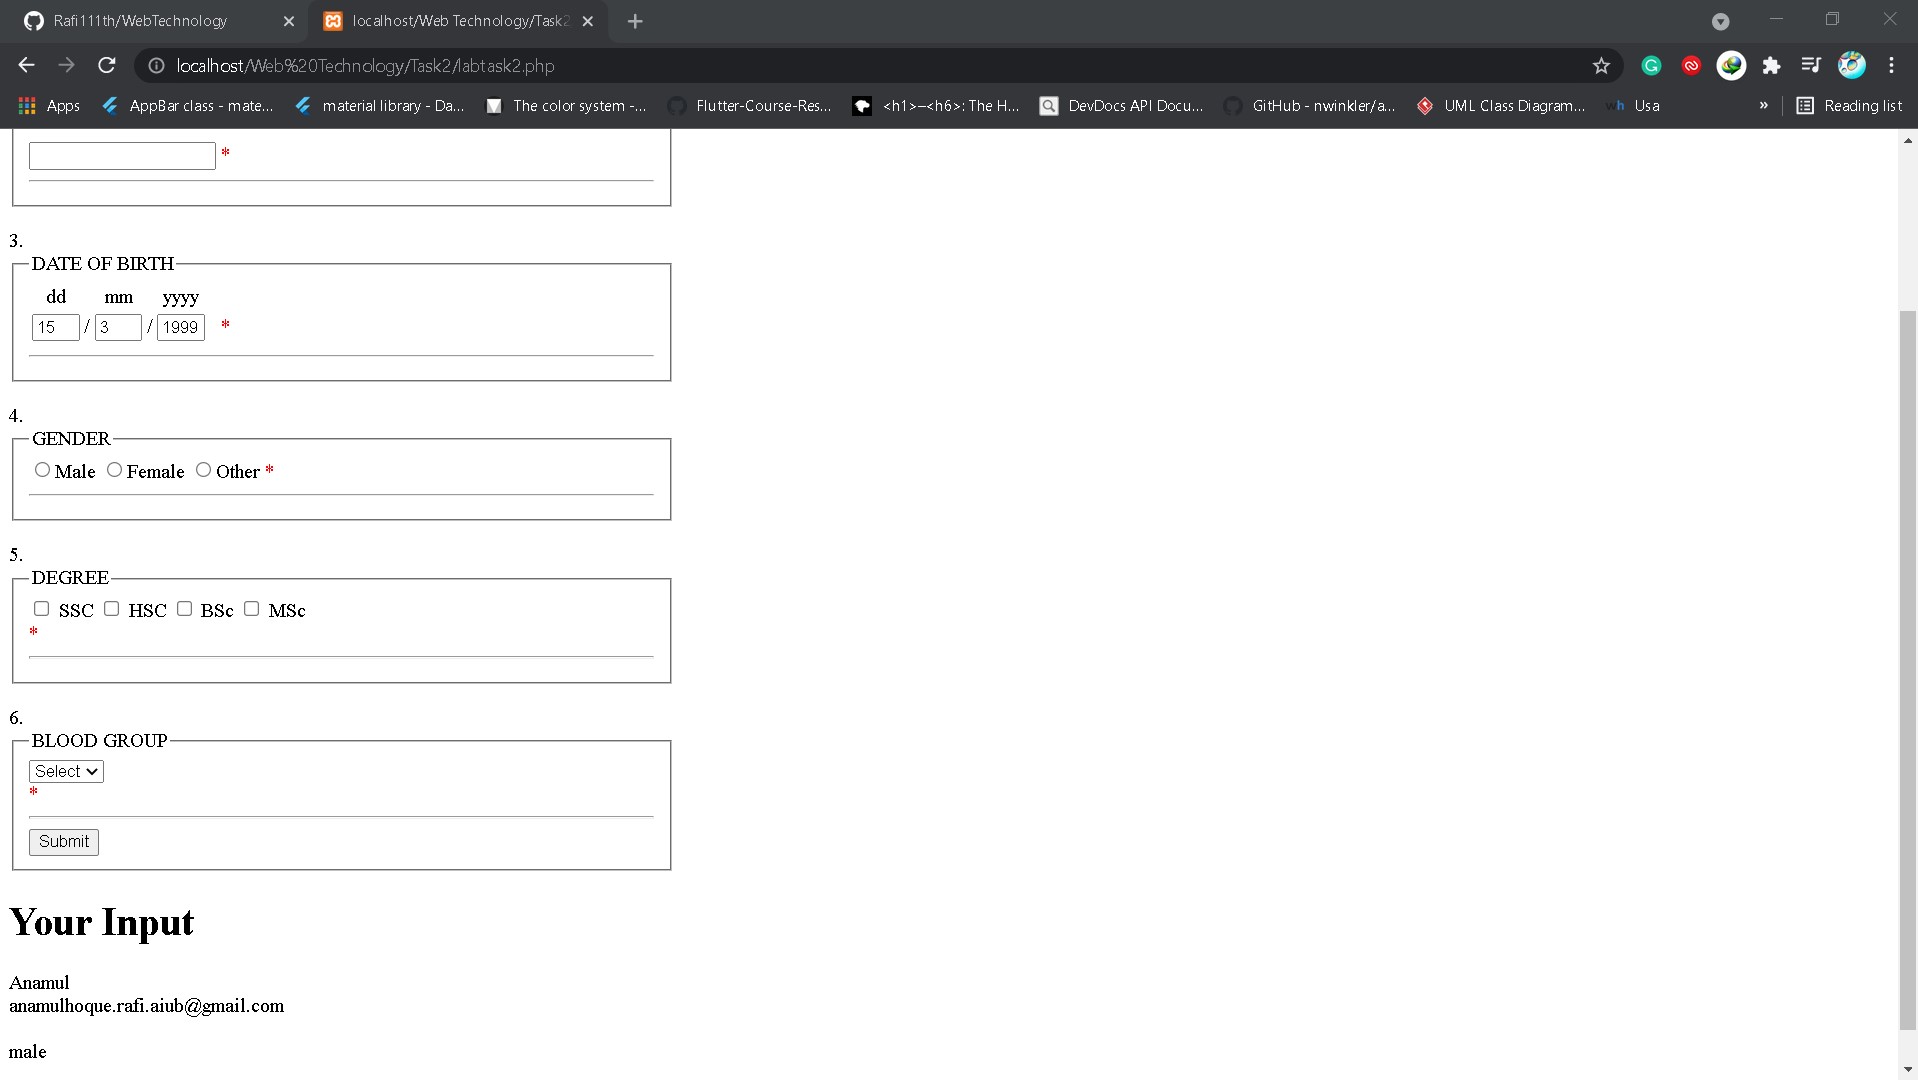 Rafi111th/WebTechnology
localhost/Web Technology/Task2
localhost/Web%20Technology/Task2/labtask2.php
Apps
AppBar class - mate...
material library - Da...
The color system -...
Flutter-Course-Res...
<h1>–<h6>: The H...
DevDocs API Docu...
GitHub - nwinkler/a...
UML Class Diagram...
wh Usa
»
Reading list
*
3.
DATE OF BIRTH
dd mm yyyy
15 / 3 / 1999 *
4.
GENDER
Male Female Other *
5.
DEGREE
SSC HSC BSc MSc
*
6.
BLOOD GROUP
Select
*
Submit
Your Input
Anamul
anamulhoque.rafi.aiub@gmail.com
male